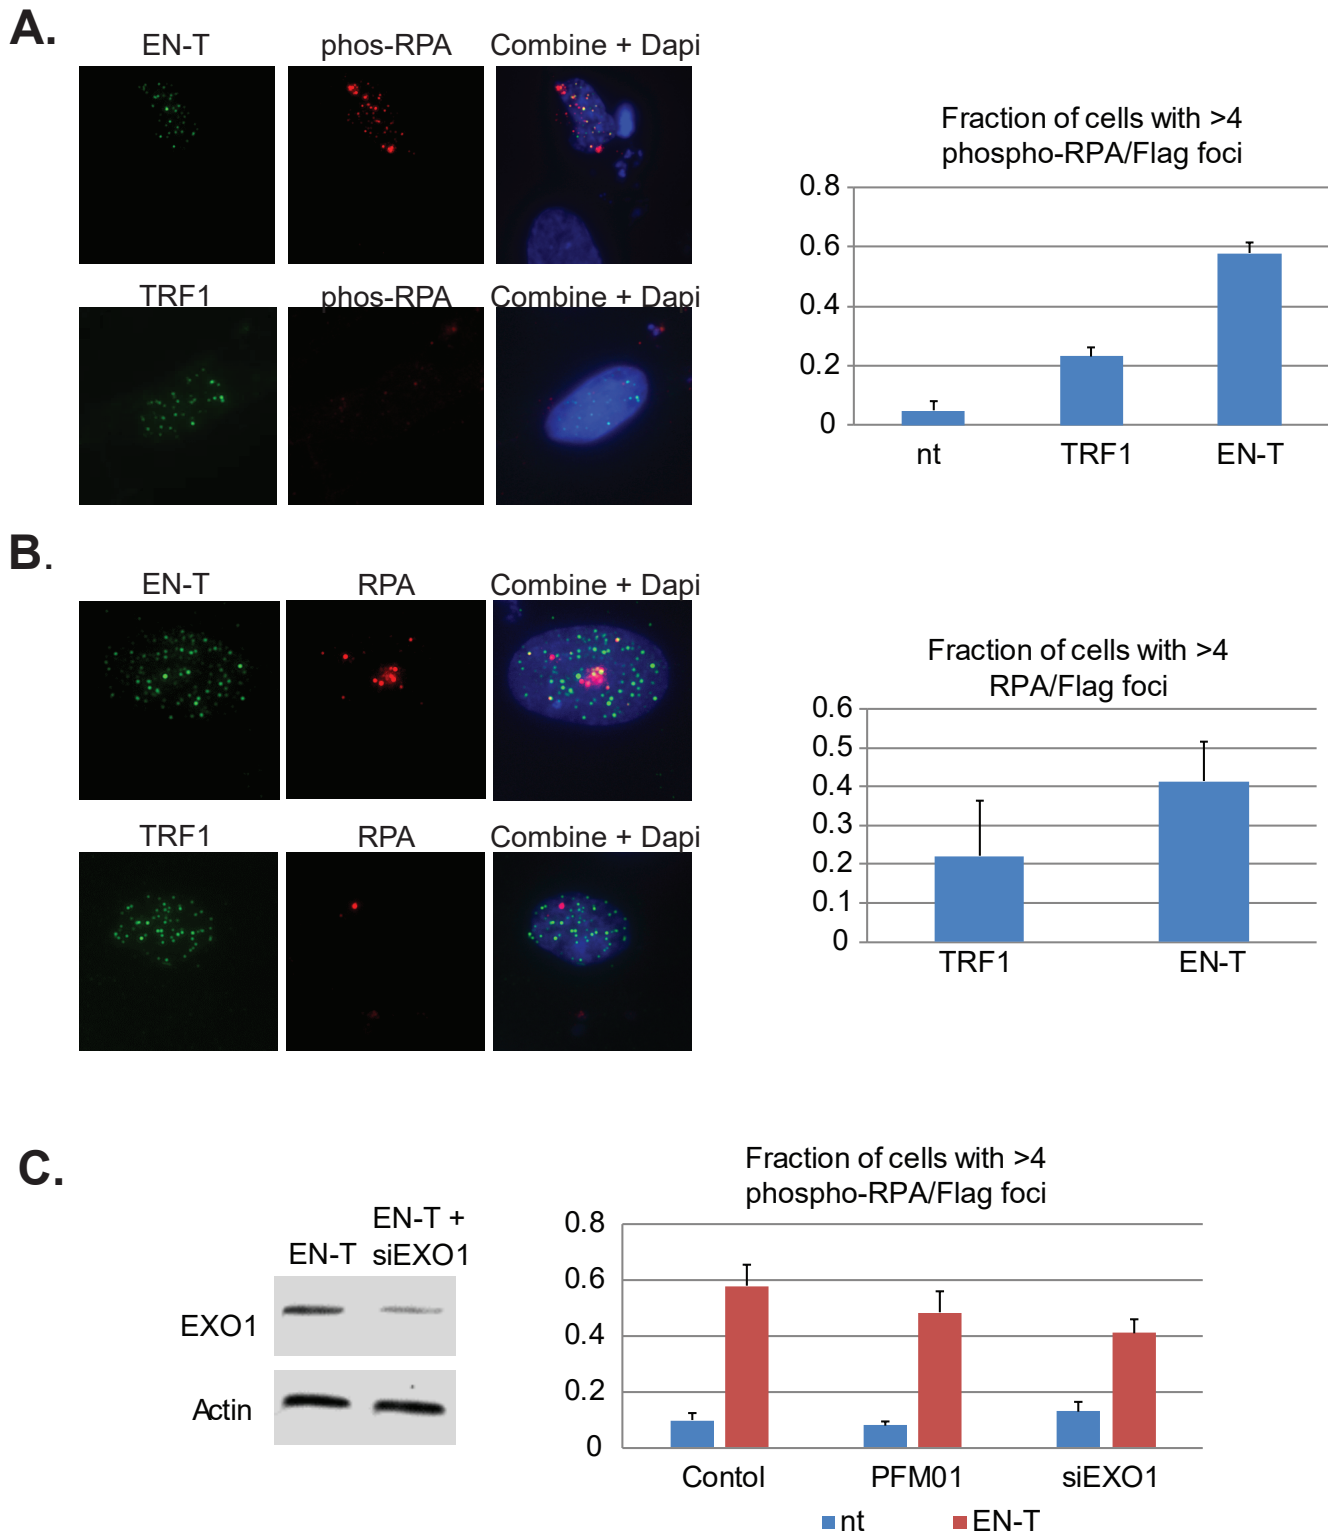 A.
EN-T phos-RPA Combine + Dapi
TRF1 phos-RPA Combine + Dapi
Fraction of cells with >4
phospho-RPA/Flag foci
0.8
0.6
0.4
0.2
0
nt TRF1 EN-T
B.
EN-T RPA Combine + Dapi
TRF1 RPA Combine + Dapi
Fraction of cells with >4
RPA/Flag foci
0.6
0.5
0.4
0.3
0.2
0.1
0
TRF1 EN-T
C.
EN-T EN-T +
siEXO1
EXO1
Actin
Fraction of cells with >4
phospho-RPA/Flag foci
0.8
0.6
0.4
0.2
0
Contol PFM01 siEXO1
nt EN-T